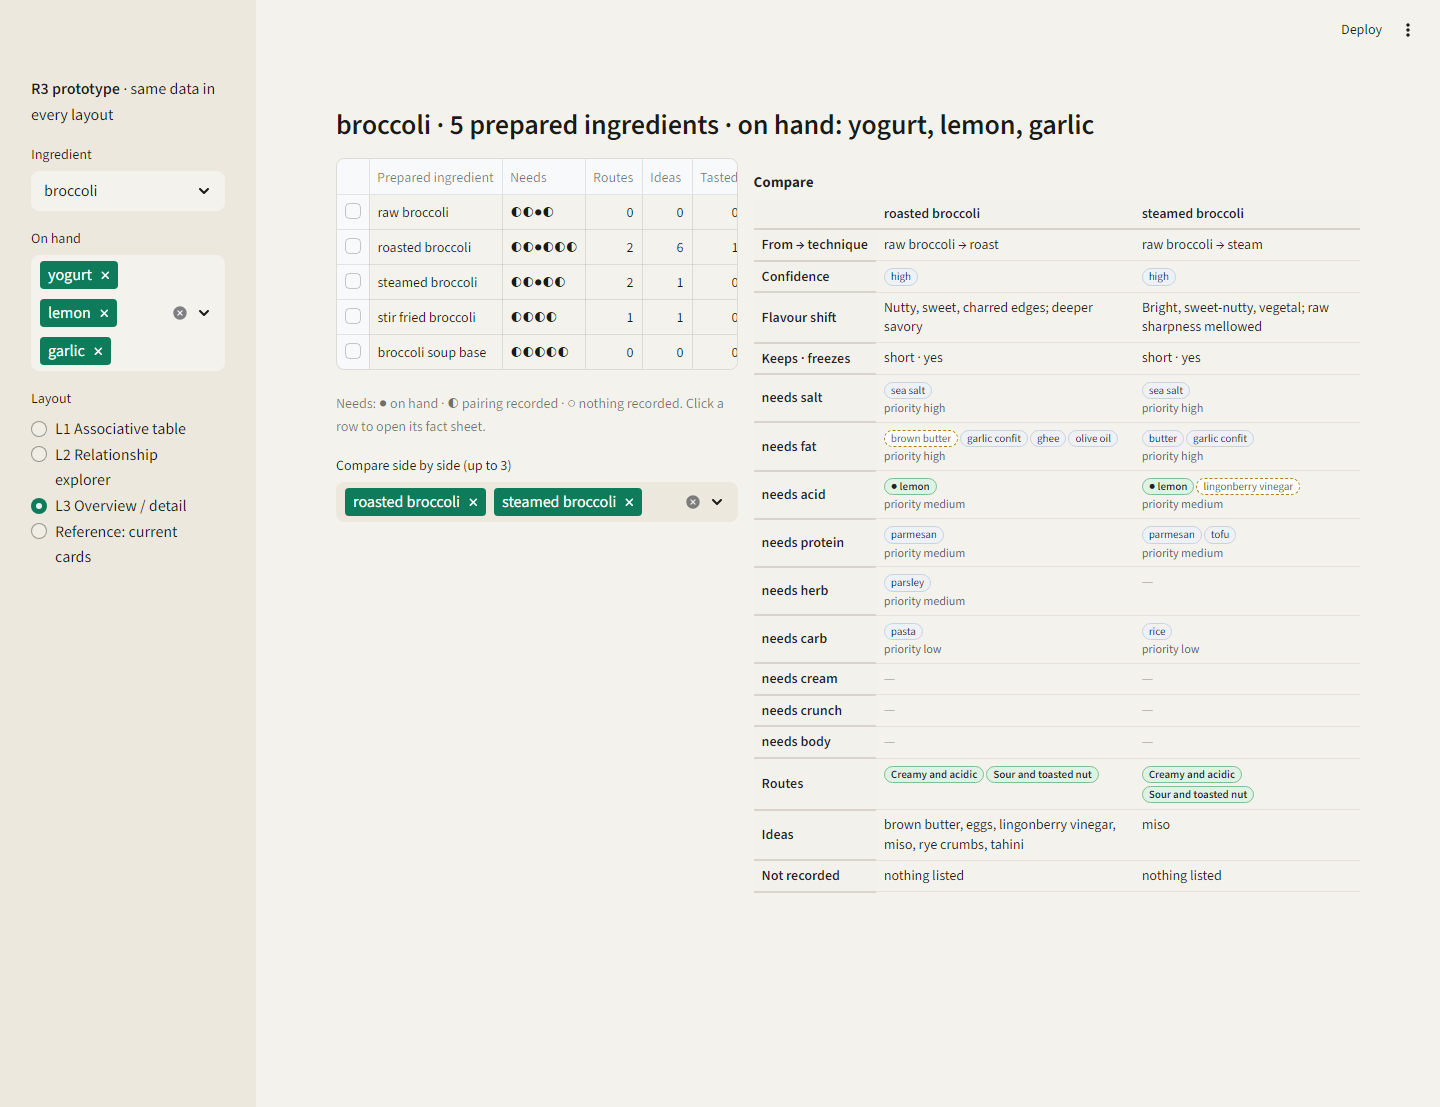 Deploy
R3 prototype · same data in
every layout
Ingredient
broccoli
On hand
yogurt ×
lemon ×
garlic ×
Layout
L1 Associative table
L2 Relationship
explorer
L3 Overview / detail
Reference: current
cards
broccoli · 5 prepared ingredients · on hand: yogurt, lemon, garlic
Prepared ingredient Needs Routes Ideas Tasted
raw broccoli ◐◐●◐ 0 0 0
roasted broccoli ◐◐●◐◐◐ 2 6 1
steamed broccoli ◐◐●◐◐ 2 1 0
stir fried broccoli ◐◐◐◐ 1 1 0
broccoli soup base ◐◐◐◐◐ 0 0 0
Needs: ● on hand · ◐ pairing recorded · ○ nothing recorded. Click a
row to open its fact sheet.
Compare side by side (up to 3)
roasted broccoli × steamed broccoli ×
Compare
roasted broccoli steamed broccoli
From → technique raw broccoli → roast raw broccoli → steam
Confidence high high
Flavour shift Nutty, sweet, charred edges; deeper savory Bright, sweet-nutty, vegetal; raw sharpness mellowed
Keeps · freezes short · yes short · yes
needs salt sea salt priority high sea salt priority high
needs fat brown butter garlic confit ghee olive oil priority high butter garlic confit priority high
needs acid ● lemon priority medium ● lemon lingonberry vinegar priority medium
needs protein parmesan priority medium parmesan tofu priority medium
needs herb parsley priority medium —
needs carb pasta priority low rice priority low
needs cream — —
needs crunch — —
needs body — —
Routes Creamy and acidic Sour and toasted nut Creamy and acidic Sour and toasted nut
Ideas brown butter, eggs, lingonberry vinegar, miso, rye crumbs, tahini miso
Not recorded nothing listed nothing listed